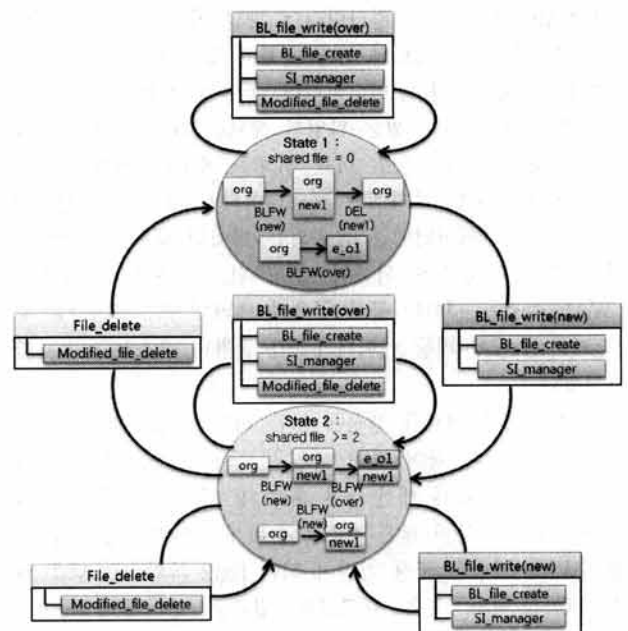 BL_file_write(over)
BL_file_create
SI_manager
Modified_file_delete
State 1 :
shared file = 0
org
org
new1
org
BLFW
(new)
DEL
(new1)
org
e_o1
BLFW(over)
File_delete
Modified_file_delete
BL_file_write(over)
BL_file_create
SI_manager
Modified_file_delete
BL_file_write(new)
BL_file_create
SI_manager
State 2 :
shared file >= 2
org
org
new1
e_o1
new1
BLFW
(new)
BLFW
(over)
BLFW
(new)
org
org
new1
File_delete
Modified_file_delete
BL_file_write(new)
BL_file_create
SI_manager